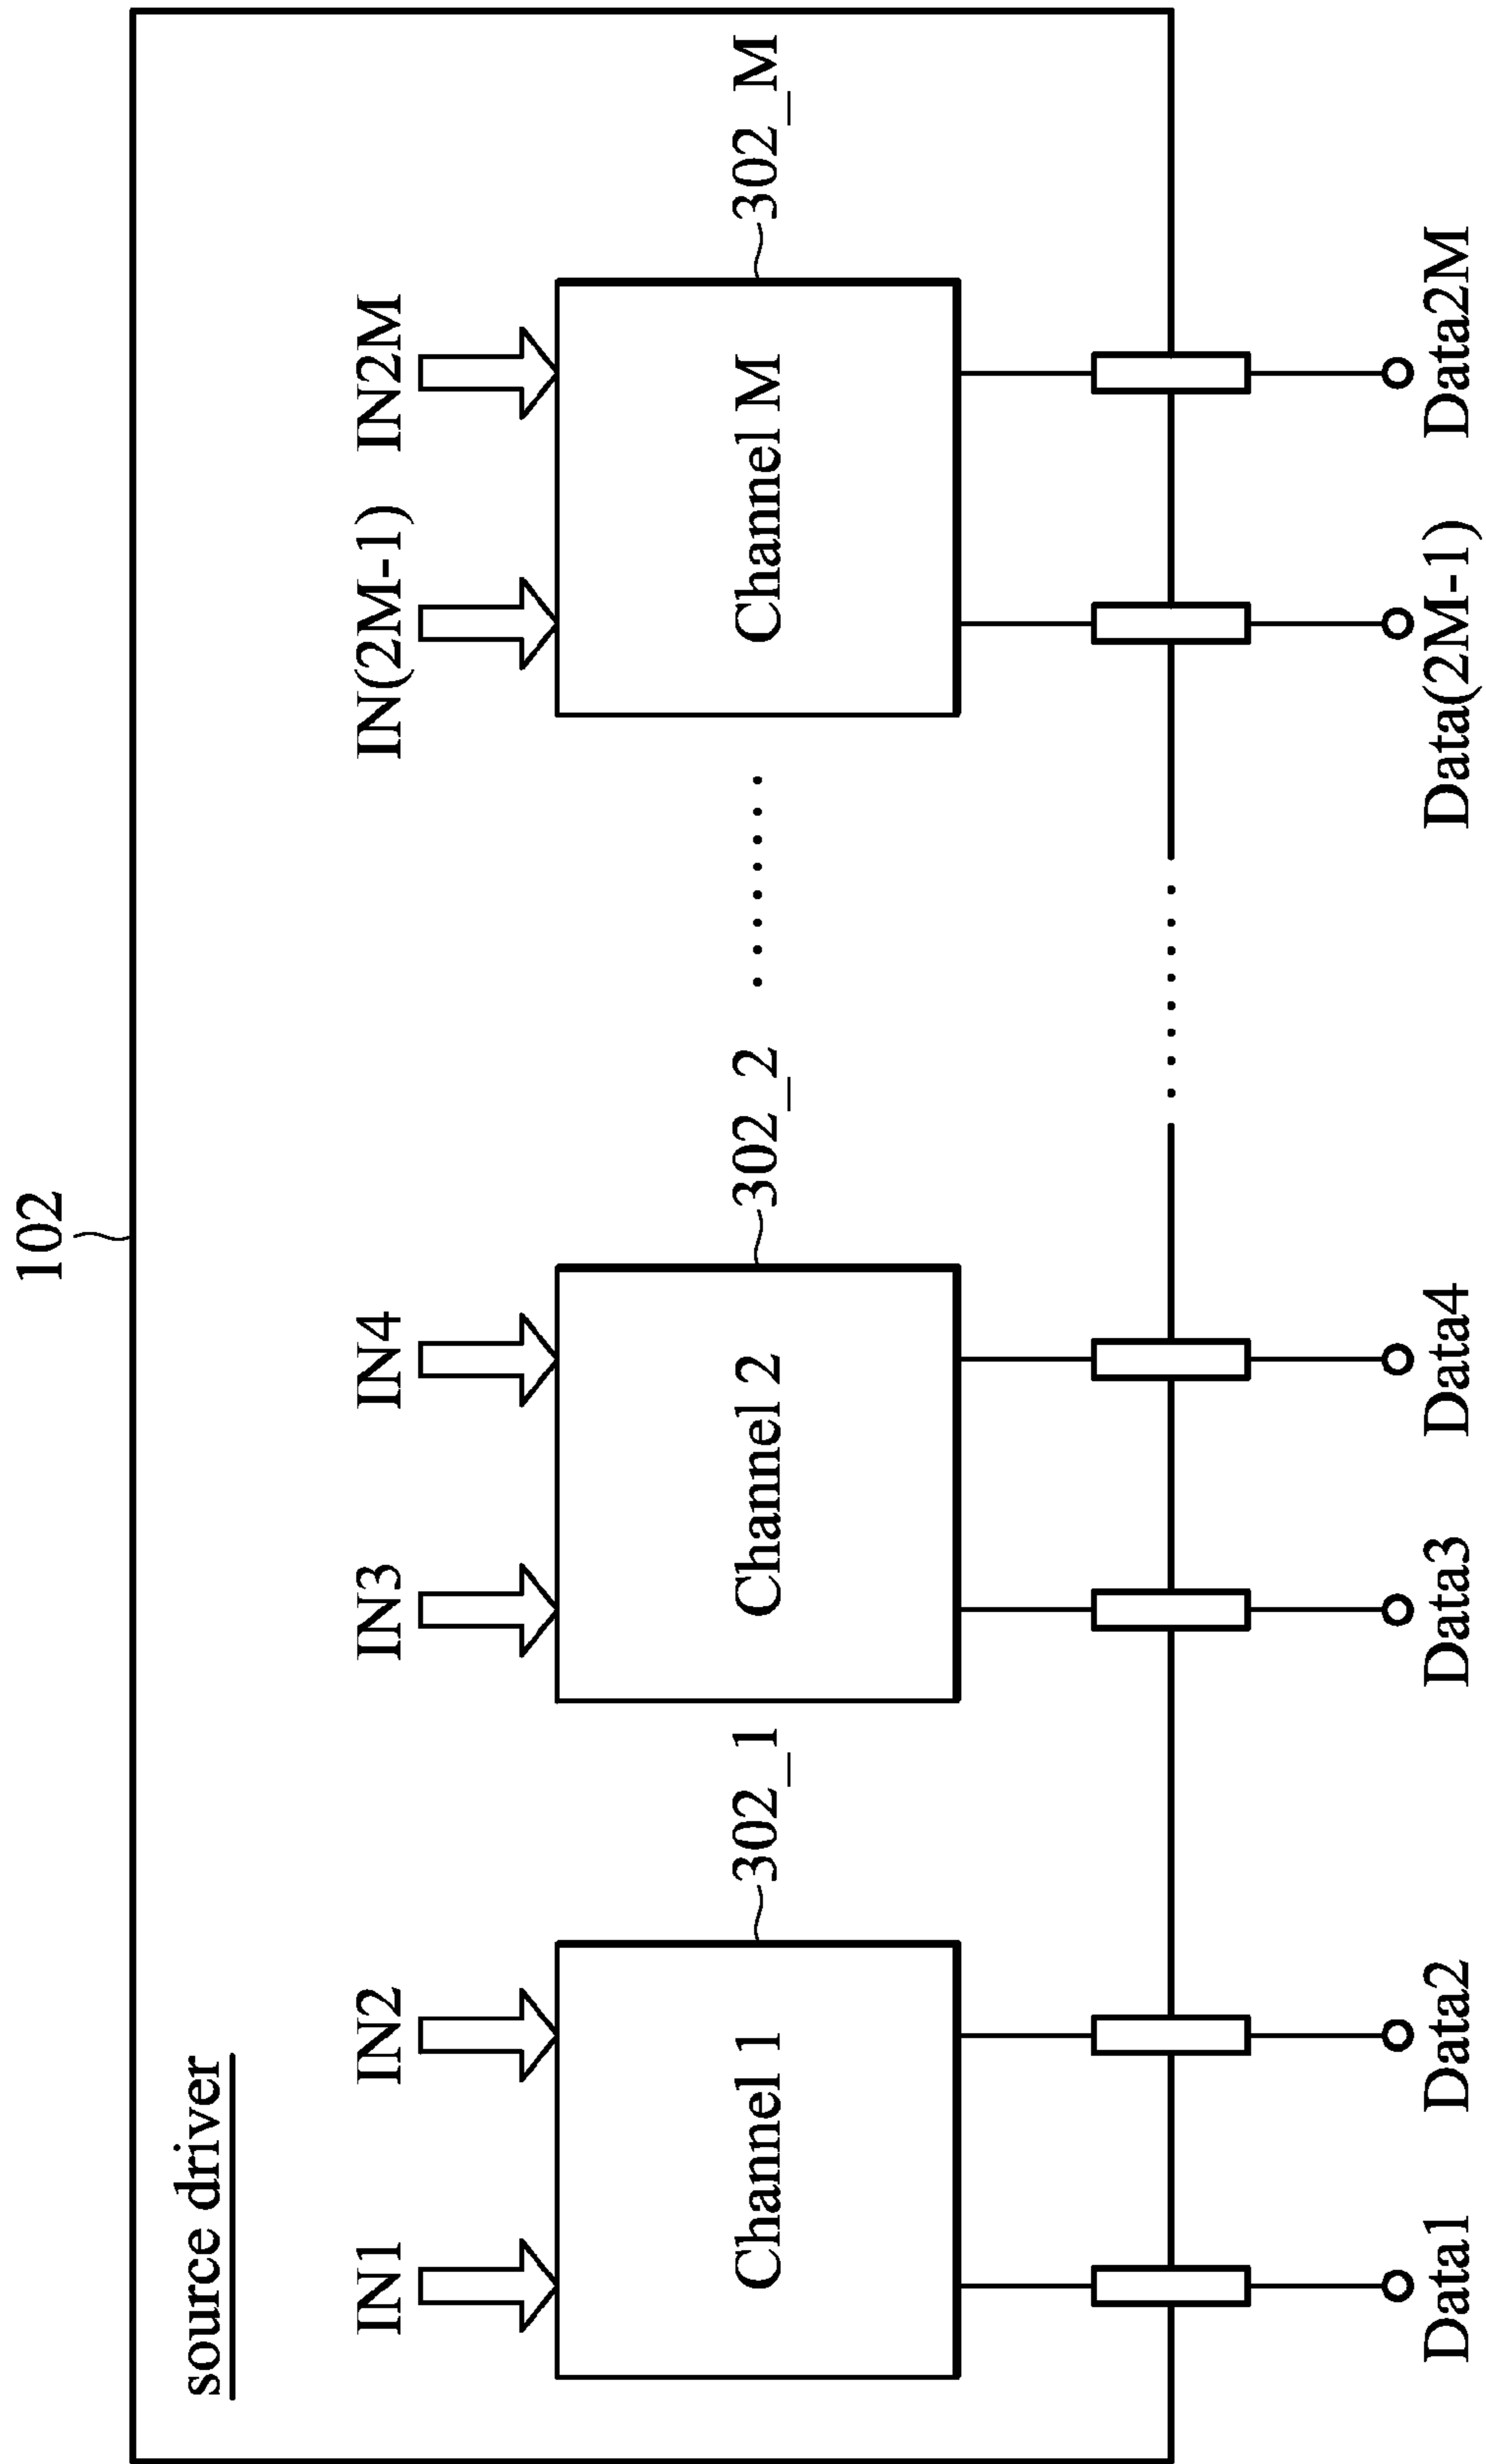 102
source driver
IN1 IN2 IN3 IN4 IN(2M-1) IN2M
Channel 1 302_1 Channel 2 302_2 Channel M 302_M
Data1 Data2 Data3 Data4 Data(2M-1) Data2M